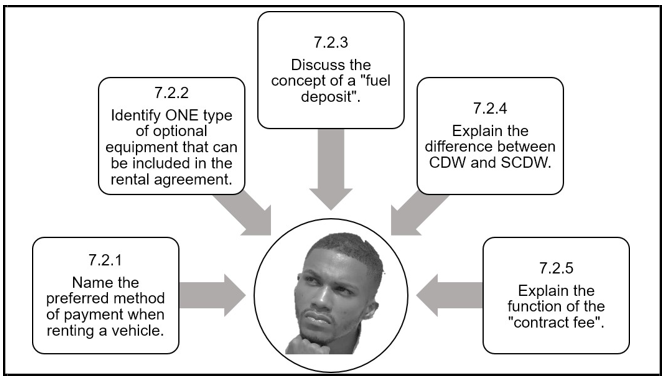 7.2.1
Name the
preferred method
of payment when
renting a vehicle.
7.2.2
Identify ONE type
of optional
equipment that can
be included in the
rental agreement.
7.2.3
Discuss the
concept of a "fuel
deposit".
7.2.4
Explain the
difference between
CDW and SCDW.
7.2.5
Explain the
function of the
"contract fee".